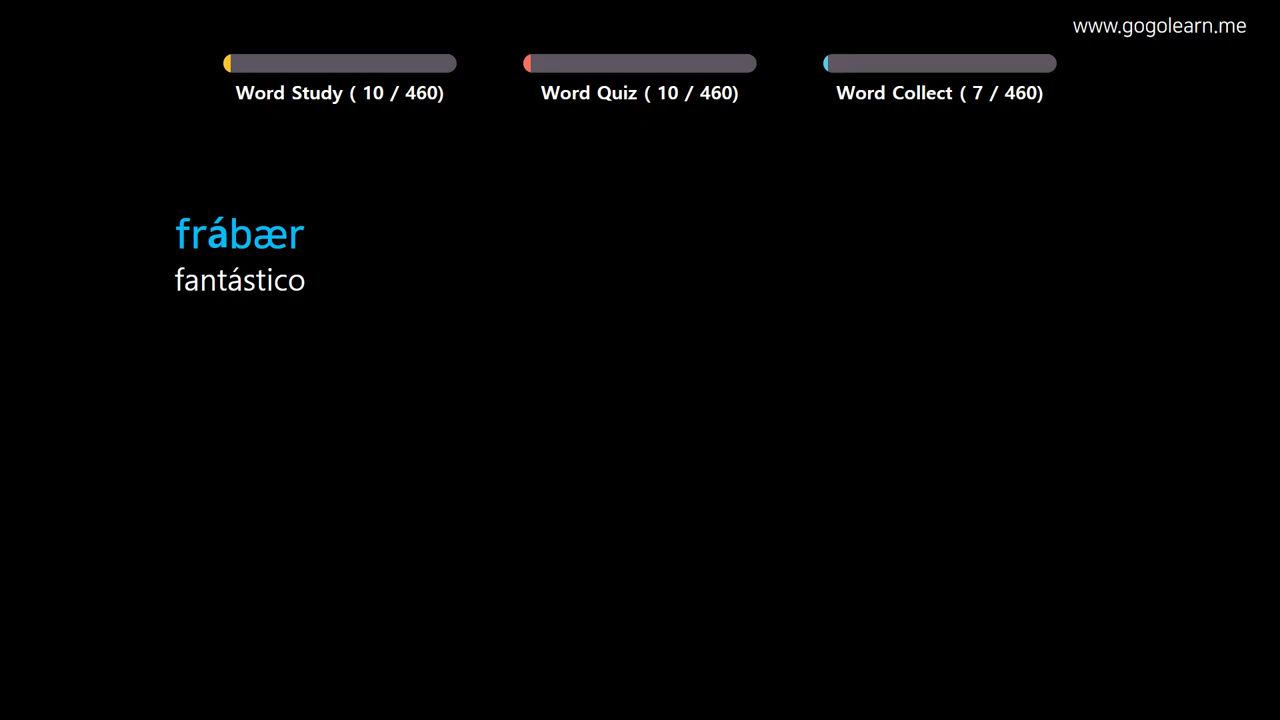 www.gogolearn.me
Word Study ( 10 / 460)
Word Quiz ( 10 / 460)
Word Collect ( 7 / 460)
frábær
fantástico